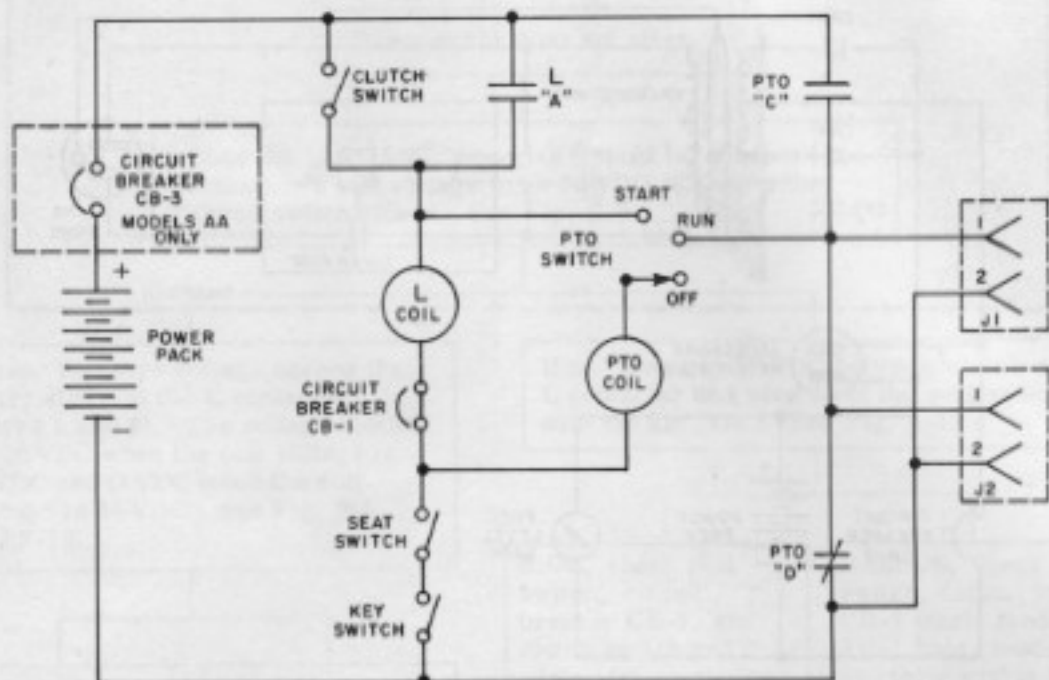 CLUTCH
SWITCH
L
"A"
PTO
"C"
CIRCUIT
BREAKER
CB-3
MODELS AA
ONLY
START
RUN
PTO
SWITCH
OFF
1
2
J1
+
POWER
PACK
–
L
COIL
PTO
COIL
CIRCUIT
BREAKER
CB-1
1
2
J2
SEAT
SWITCH
PTO
"D"
KEY
SWITCH